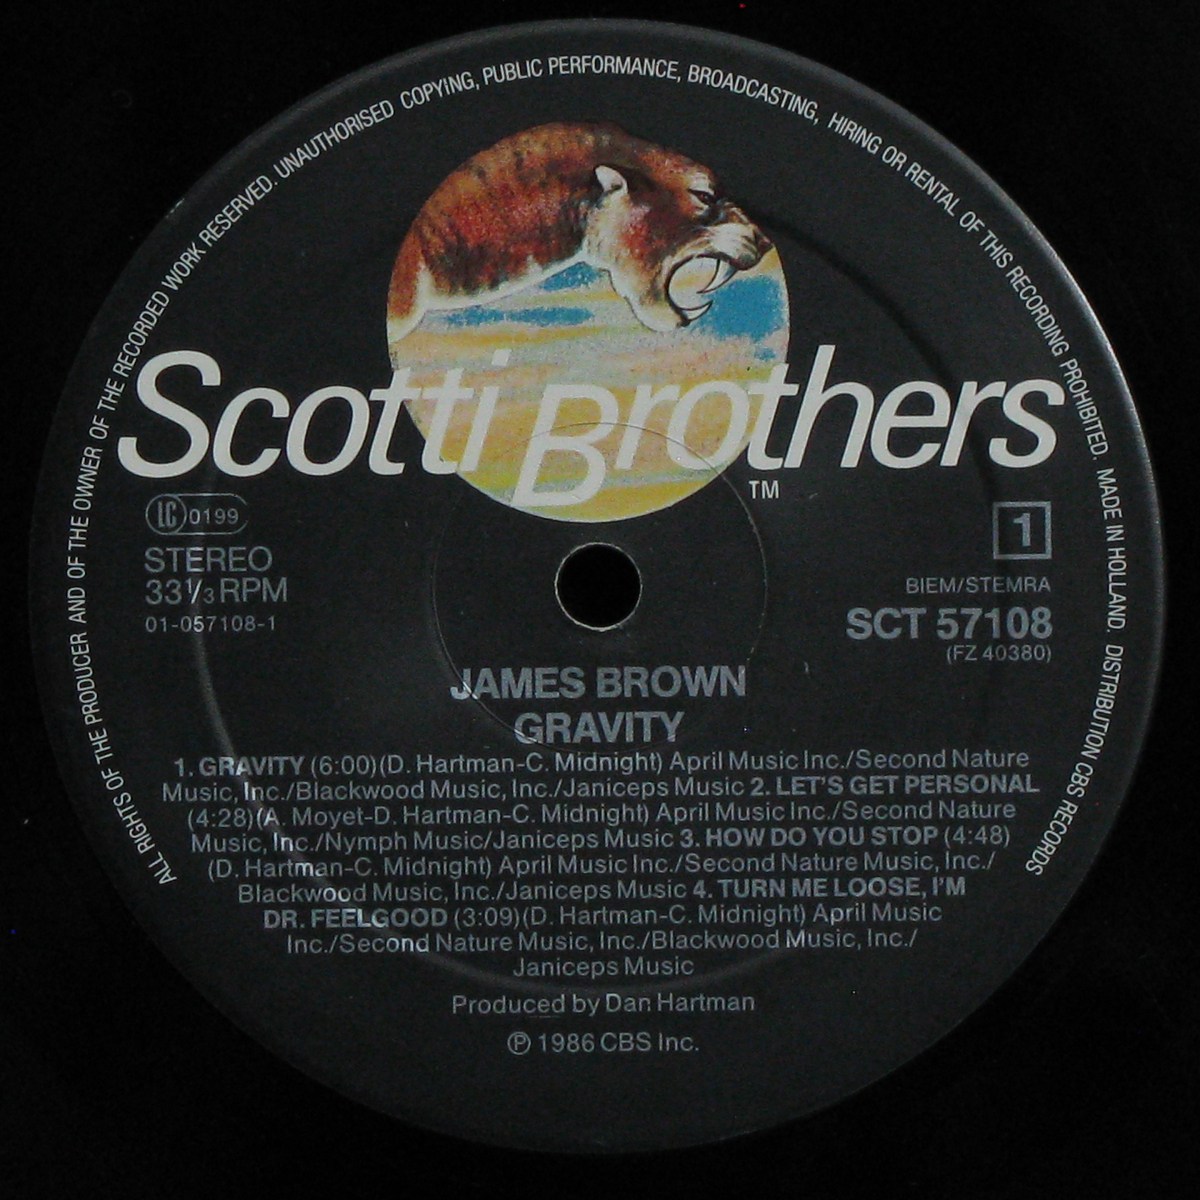 ALL RIGHTS OF THE PRODUCER AND OF THE OWNER OF THE RECORDED WORK RESERVED. UNAUTHORISED COPYING, PUBLIC PERFORMANCE, BROADCASTING, HIRING OR RENTAL OF THIS RECORDING PROHIBITED. MADE IN HOLLAND. DISTRIBUTION CBS RECORDS
Scotti Brothers
TM
LC 0199
STEREO
33 1/3 RPM
01-057108-1
1
BIEM/STEMRA
SCT 57108
(FZ 40380)
JAMES BROWN
GRAVITY
1. GRAVITY (6:00)(D. Hartman-C. Midnight) April Music Inc./Second Nature
Music, Inc./Blackwood Music, Inc./Janiceps Music 2. LET'S GET PERSONAL
(4:28)(A. Moyet-D. Hartman-C. Midnight) April Music Inc./Second Nature
Music, Inc./Nymph Music/Janiceps Music 3. HOW DO YOU STOP (4:48)
(D. Hartman-C. Midnight) April Music Inc./Second Nature Music, Inc./
Blackwood Music, Inc./Janiceps Music 4. TURN ME LOOSE, I'M
DR. FEELGOOD (3:09)(D. Hartman-C. Midnight) April Music
Inc./Second Nature Music, Inc./Blackwood Music, Inc./
Janiceps Music
Produced by Dan Hartman
℗ 1986 CBS Inc.